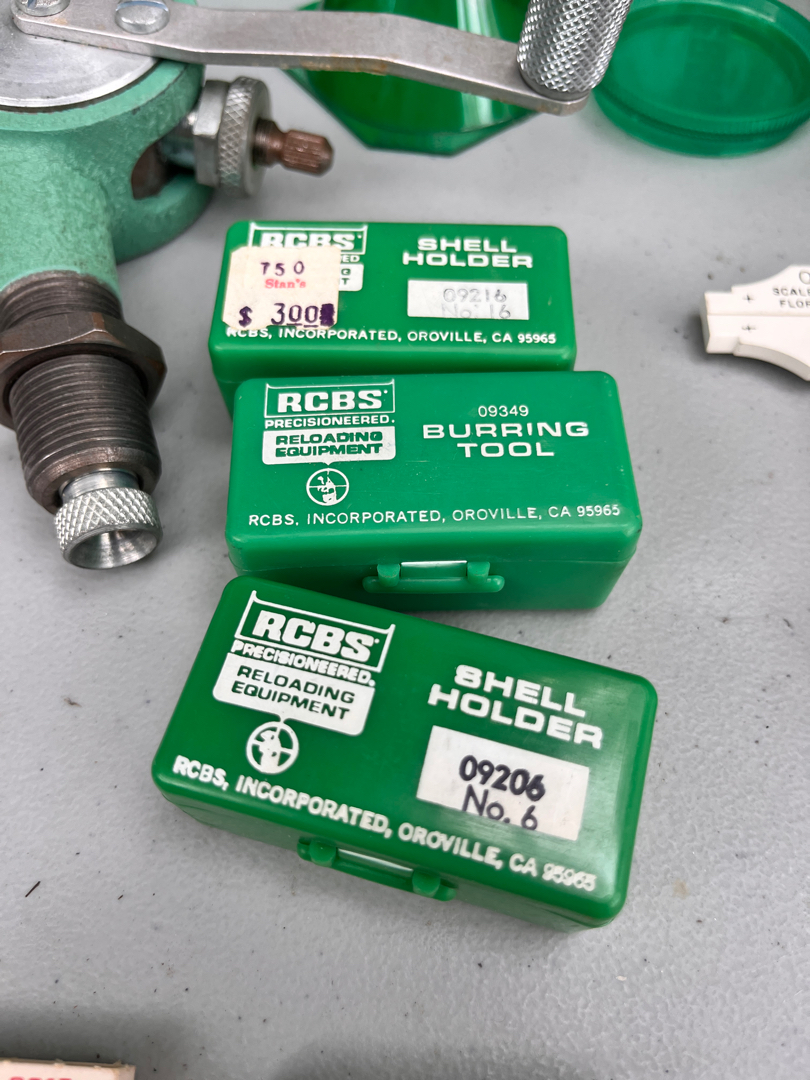 RCBS
750
Stan's
$ 300
SHELL
HOLDER
09216
No. 16
RCBS, INCORPORATED, OROVILLE, CA 95965
RCBS
PRECISIONEERED.
RELOADING
EQUIPMENT
09349
BURRING
TOOL
RCBS, INCORPORATED, OROVILLE, CA 95965
RCBS
PRECISIONEERED.
RELOADING
EQUIPMENT
SHELL
HOLDER
09206
No. 6
RCBS, INCORPORATED, OROVILLE, CA 95965